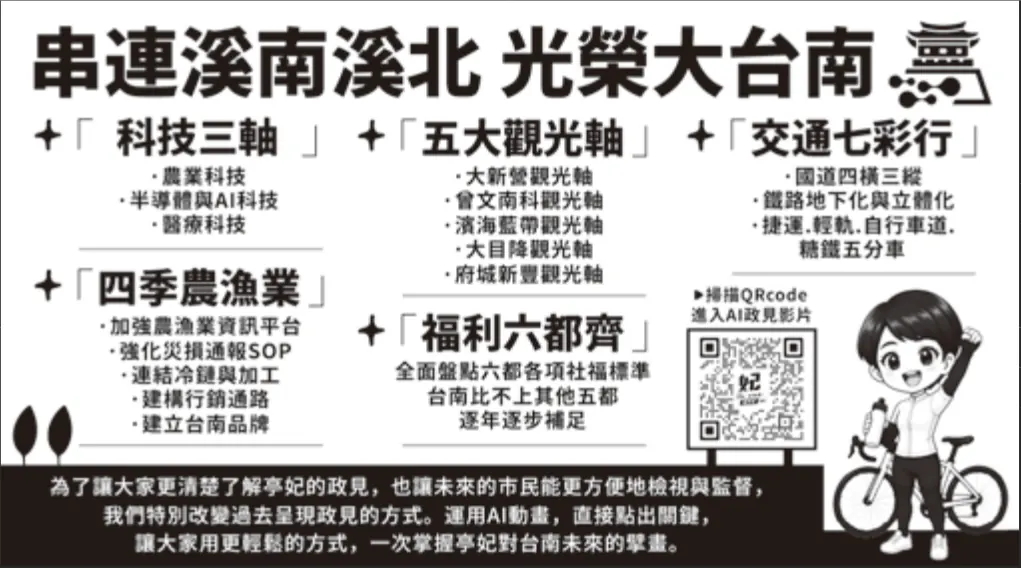 串連溪南溪北 光榮大台南
「科技三軸」
·農業科技
·半導體與AI科技
·醫療科技
「四季農漁業」
·加強農漁業資訊平台
·強化災損通報SOP
·連結冷鏈與加工
·建構行銷通路
·建立台南品牌
「五大觀光軸」
·大新營觀光軸
·曾文南科觀光軸
·濱海藍帶觀光軸
·大目降觀光軸
·府城新豐觀光軸
「福利六都齊」
全面盤點六都各項社福標準
台南比不上其他五都
逐年逐步補足
「交通七彩行」
·國道四橫三縱
·鐵路地下化與立體化
·捷運.輕軌.自行車道.
糖鐵五分車
▶掃描QRcode
進入AI政見影片
妃
為了讓大家更清楚了解亭妃的政見，也讓未來的市民能更方便地檢視與監督，
我們特別改變過去呈現政見的方式。運用AI動畫，直接點出關鍵，
讓大家用更輕鬆的方式，一次掌握亭妃對台南未來的擘畫。